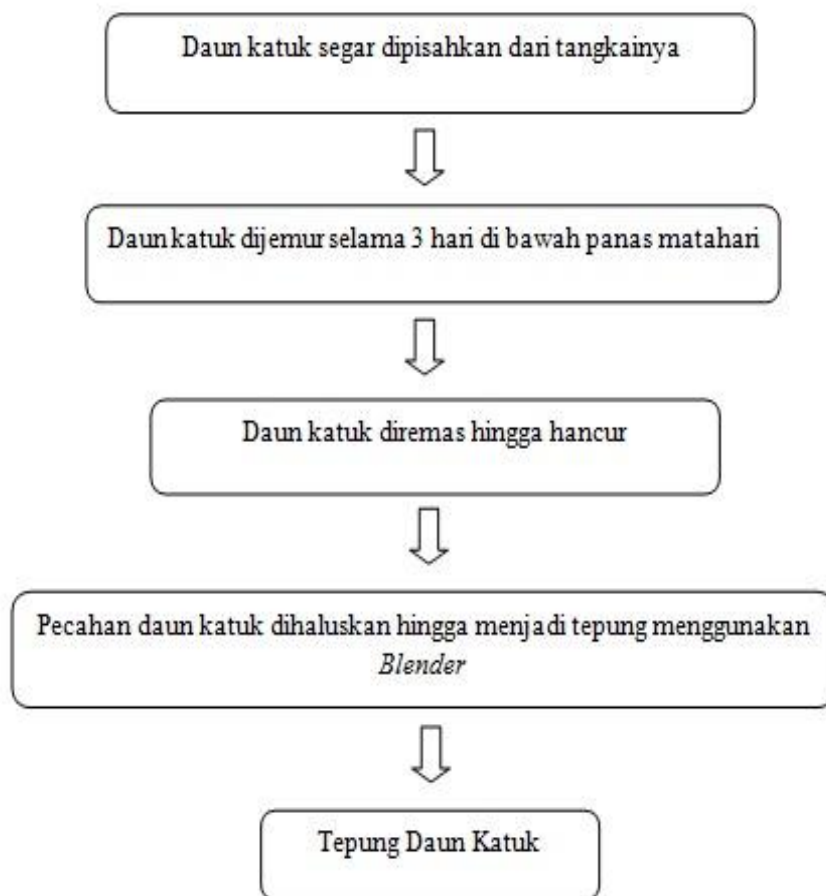 Daun katuk segar dipisahkan dari tangkainya
Daun katuk dijemur selama 3 hari di bawah panas matahari
Daun katuk diremas hingga hancur
Pecahan daun katuk dihaluskan hingga menjadi tepung menggunakan
Blender
Tepung Daun Katuk